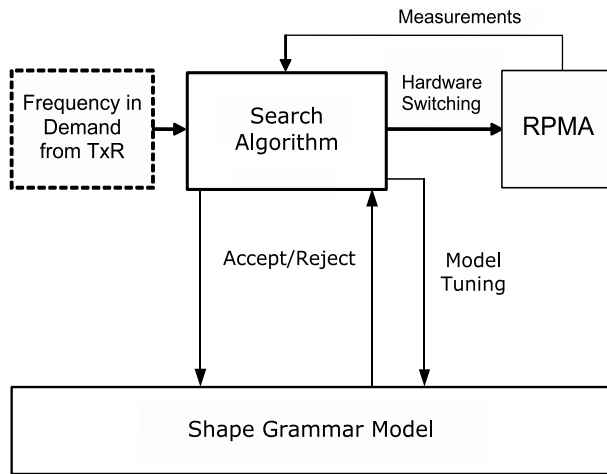 Measurements
Frequency in
Demand
from TxR
Search
Algorithm
Hardware
Switching
RPMA
Accept/Reject
Model
Tuning
Shape Grammar Model